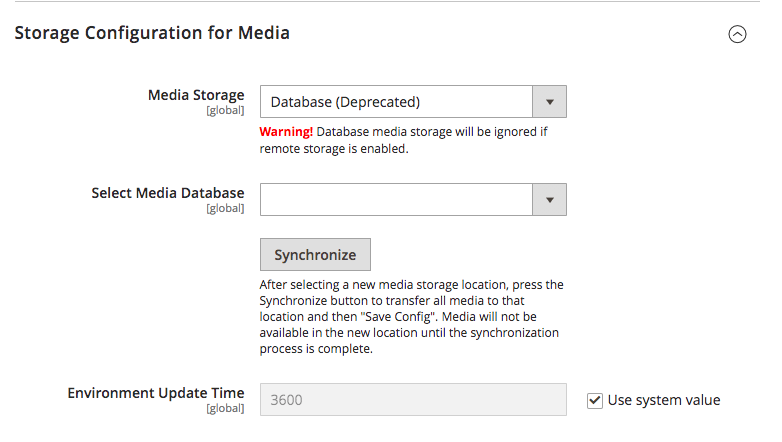 Storage Configuration for Media
Media Storage
[global]
Database (Deprecated)
Warning! Database media storage will be ignored if
remote storage is enabled.
Select Media Database
[global]
Synchronize
After selecting a new media storage location, press the
Synchronize button to transfer all media to that
location and then "Save Config". Media will not be
available in the new location until the synchronization
process is complete.
Environment Update Time
[global]
3600
Use system value